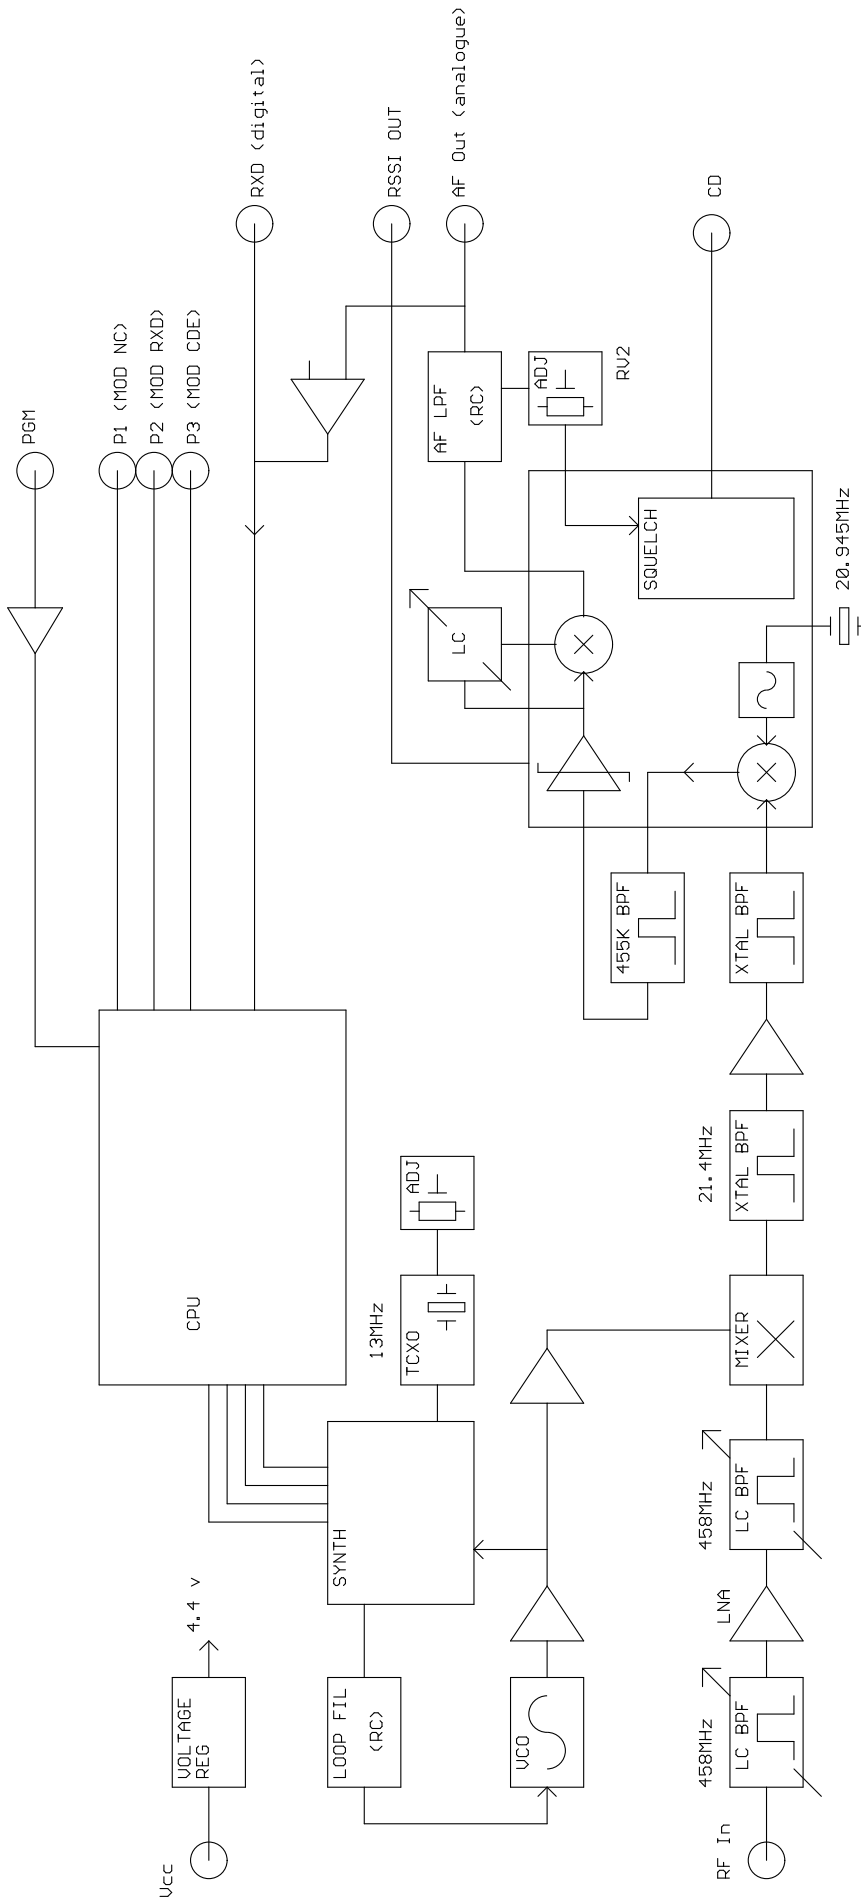 PGM
P1 (MOD NC)
P2 (MOD RXD)
P3 (MOD CDE)
RXD (digital)
RSSI OUT
AF Out (analogue)
CD
CPU
Vcc
VOLTAGE
REG
4.4 v
SYNTH
LOOP FIL
(RC)
VCO
13MHz
TCXO
ADJ
AF LPF
(RC)
ADJ
RV2
LC
SQUELCH
20.945MHz
455K BPF
RF In
458MHz
LC BPF
LNA
458MHz
LC BPF
MIXER
21.4MHz
XTAL BPF
XTAL BPF